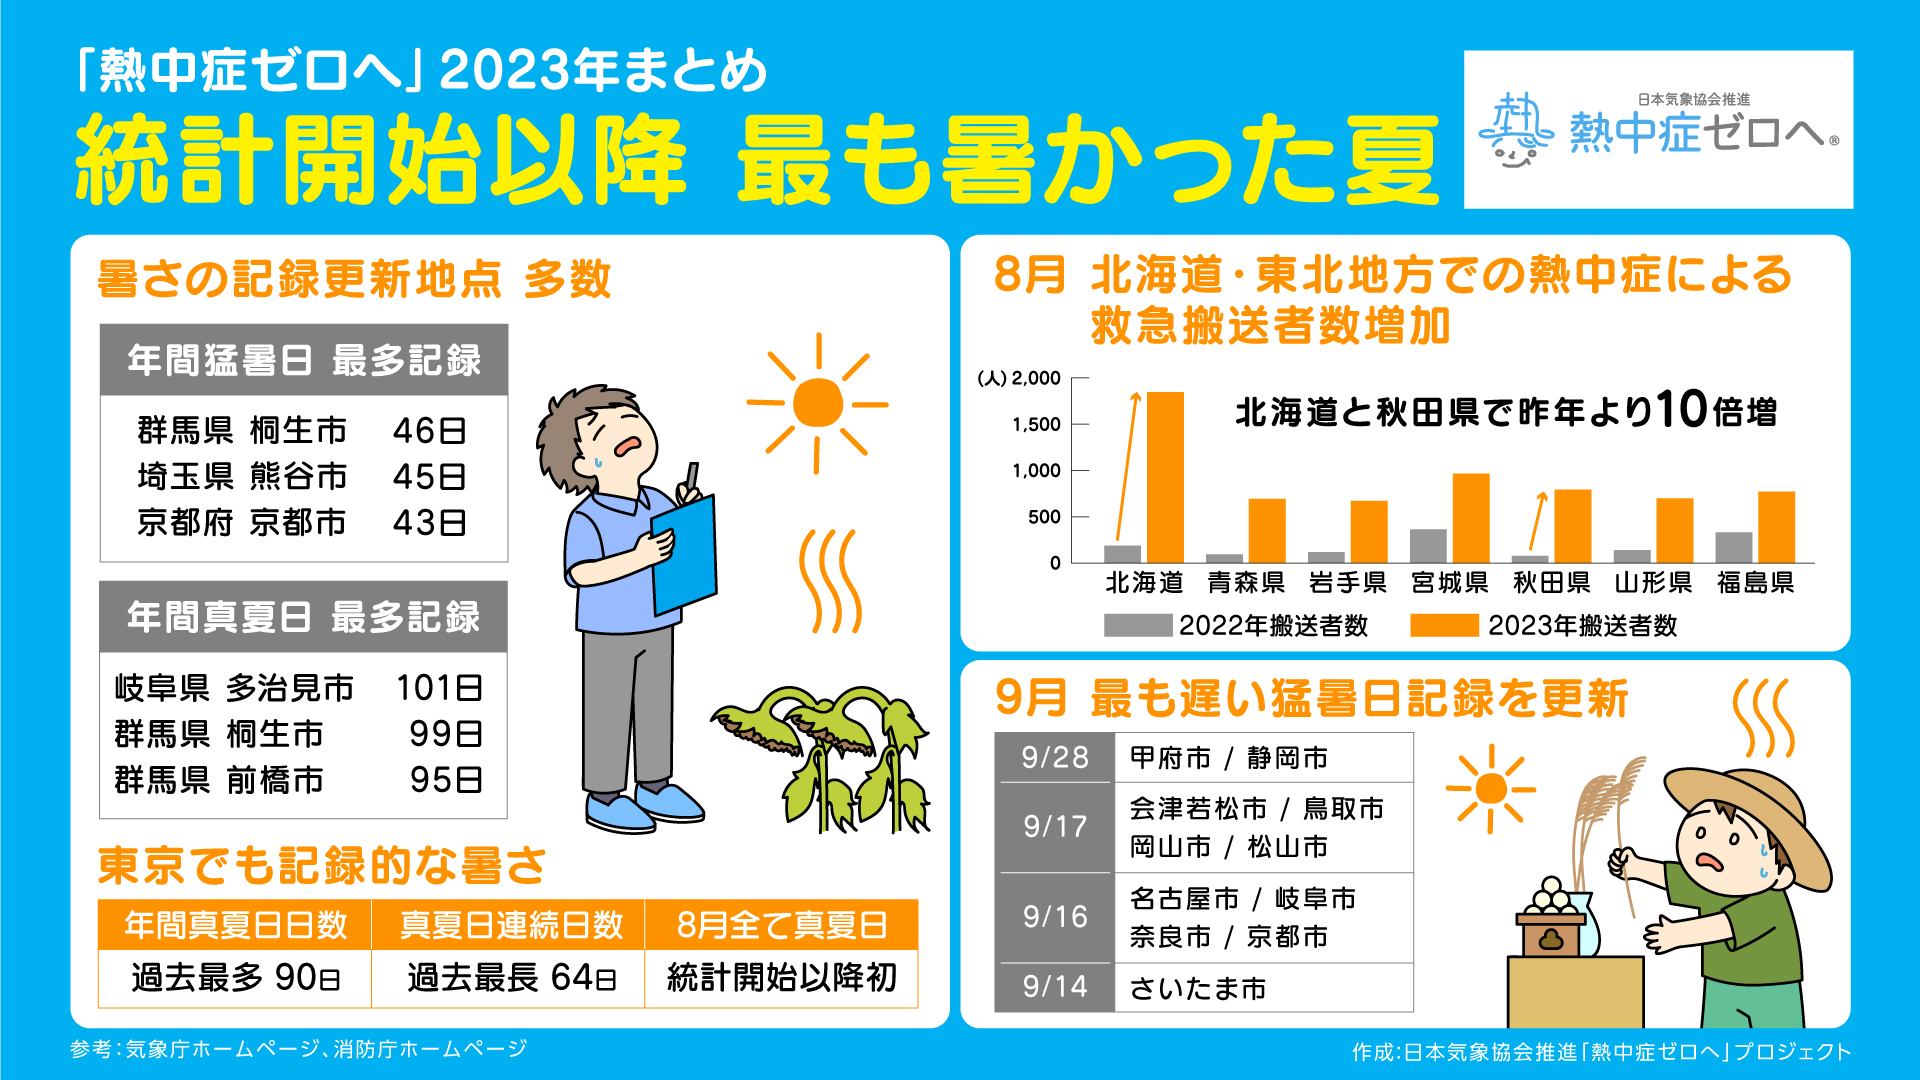 「熱中症ゼロへ」2023年まとめ
統計開始以降 最も暑かった夏
日本気象協会推進
熱中症ゼロへ®
暑さの記録更新地点 多数
年間猛暑日 最多記録
群馬県 桐生市 46日
埼玉県 熊谷市 45日
京都府 京都市 43日
年間真夏日 最多記録
岐阜県 多治見市 101日
群馬県 桐生市 99日
群馬県 前橋市 95日
東京でも記録的な暑さ
年間真夏日日数 真夏日連続日数 8月全て真夏日
過去最多 90日 過去最長 64日 統計開始以降初
8月 北海道・東北地方での熱中症による
救急搬送者数増加
(人) 2,000
北海道と秋田県で昨年より10倍増
1,500
1,000
500
0
北海道 青森県 岩手県 宮城県 秋田県 山形県 福島県
2022年搬送者数 2023年搬送者数
9月 最も遅い猛暑日記録を更新
9/28 甲府市 / 静岡市
9/17 会津若松市 / 鳥取市
岡山市 / 松山市
9/16 名古屋市 / 岐阜市
奈良市 / 京都市
9/14 さいたま市
参考：気象庁ホームページ、消防庁ホームページ
作成：日本気象協会推進「熱中症ゼロへ」プロジェクト